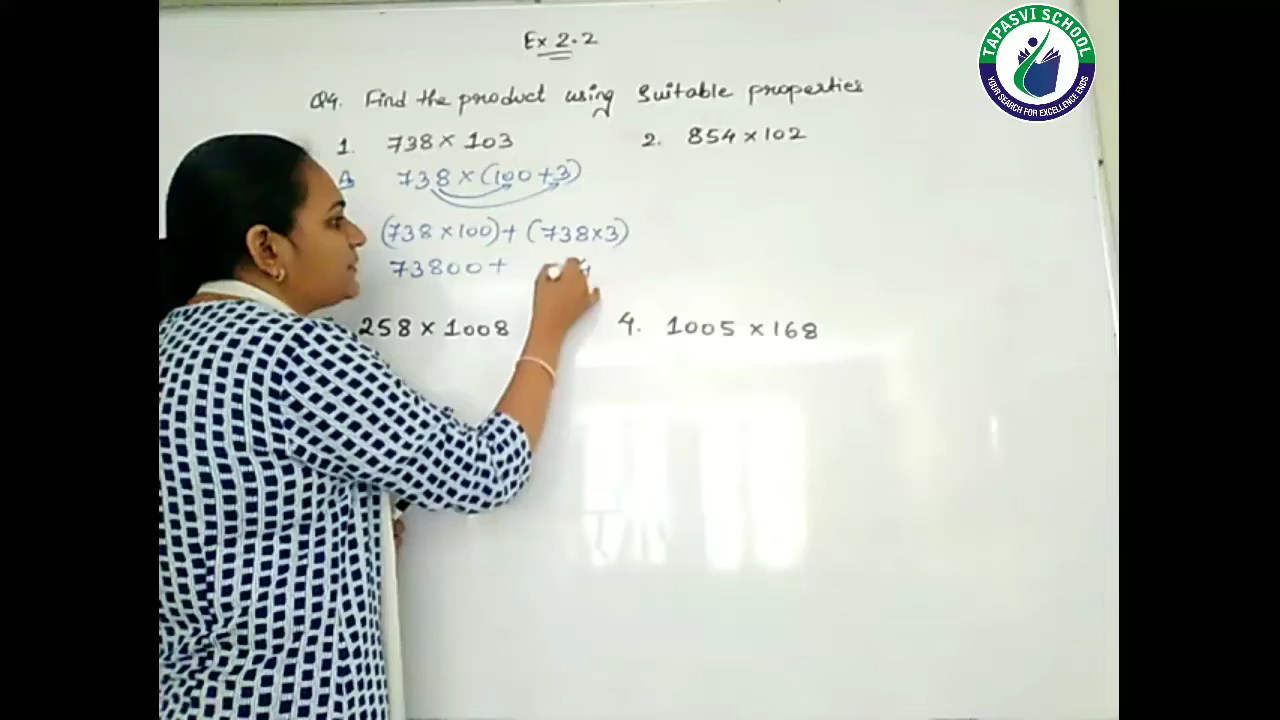 TAPASVI SCHOOL
YOUR SEARCH FOR EXCELLENCE ENDS
Ex 2.2
Q4. Find the product using Suitable properties
1. 738 × 103
2. 854 × 102
A 738 × (100 + 3)
(738 × 100) + (738 × 3)
73800 +
258 × 1008
4. 1005 × 168